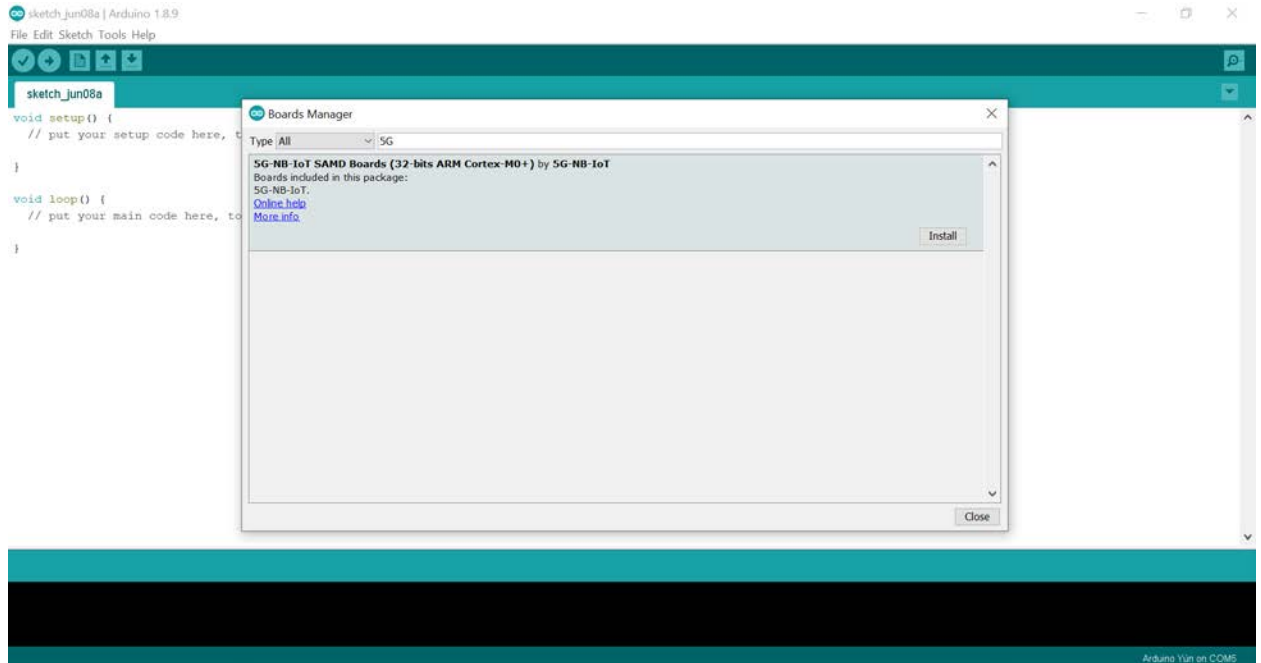 sketch_jun08a | Arduino 1.8.9
File Edit Sketch Tools Help
sketch_jun08a
void setup() {
// put your setup code here, t
}
void loop() {
// put your main code here, to
}
Boards Manager
Type All 5G
5G-NB-IoT SAMD Boards (32-bits ARM Cortex-M0+) by 5G-NB-IoT
Boards included in this package:
5G-NB-IoT.
Online help
More info
Install
Close
Arduino Yún on COM5